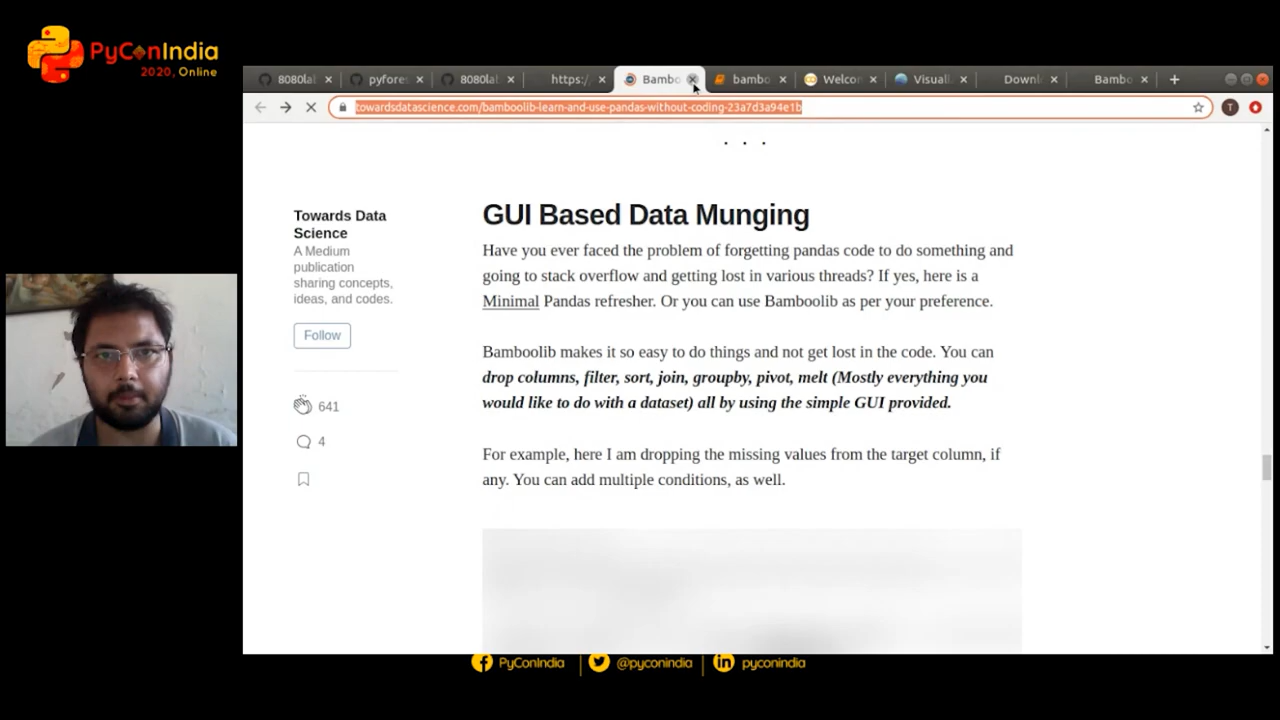 PyConIndia
2020, Online
8080lal
pyfores
8080lal
https:/
Bambo
bambo
Welcon
Visuali
Downl
Bambo
towardsdatascience.com/bamboolib-learn-and-use-pandas-without-coding-23a7d3a94e1b
T
. . .
Towards Data
Science
A Medium
publication
sharing concepts,
ideas, and codes.
Follow
641
4
GUI Based Data Munging
Have you ever faced the problem of forgetting pandas code to do something and
going to stack overflow and getting lost in various threads? If yes, here is a
Minimal Pandas refresher. Or you can use Bamboolib as per your preference.
Bamboolib makes it so easy to do things and not get lost in the code. You can
drop columns, filter, sort, join, groupby, pivot, melt (Mostly everything you
would like to do with a dataset) all by using the simple GUI provided.
For example, here I am dropping the missing values from the target column, if
any. You can add multiple conditions, as well.
PyConIndia
@pyconindia
pyconindia